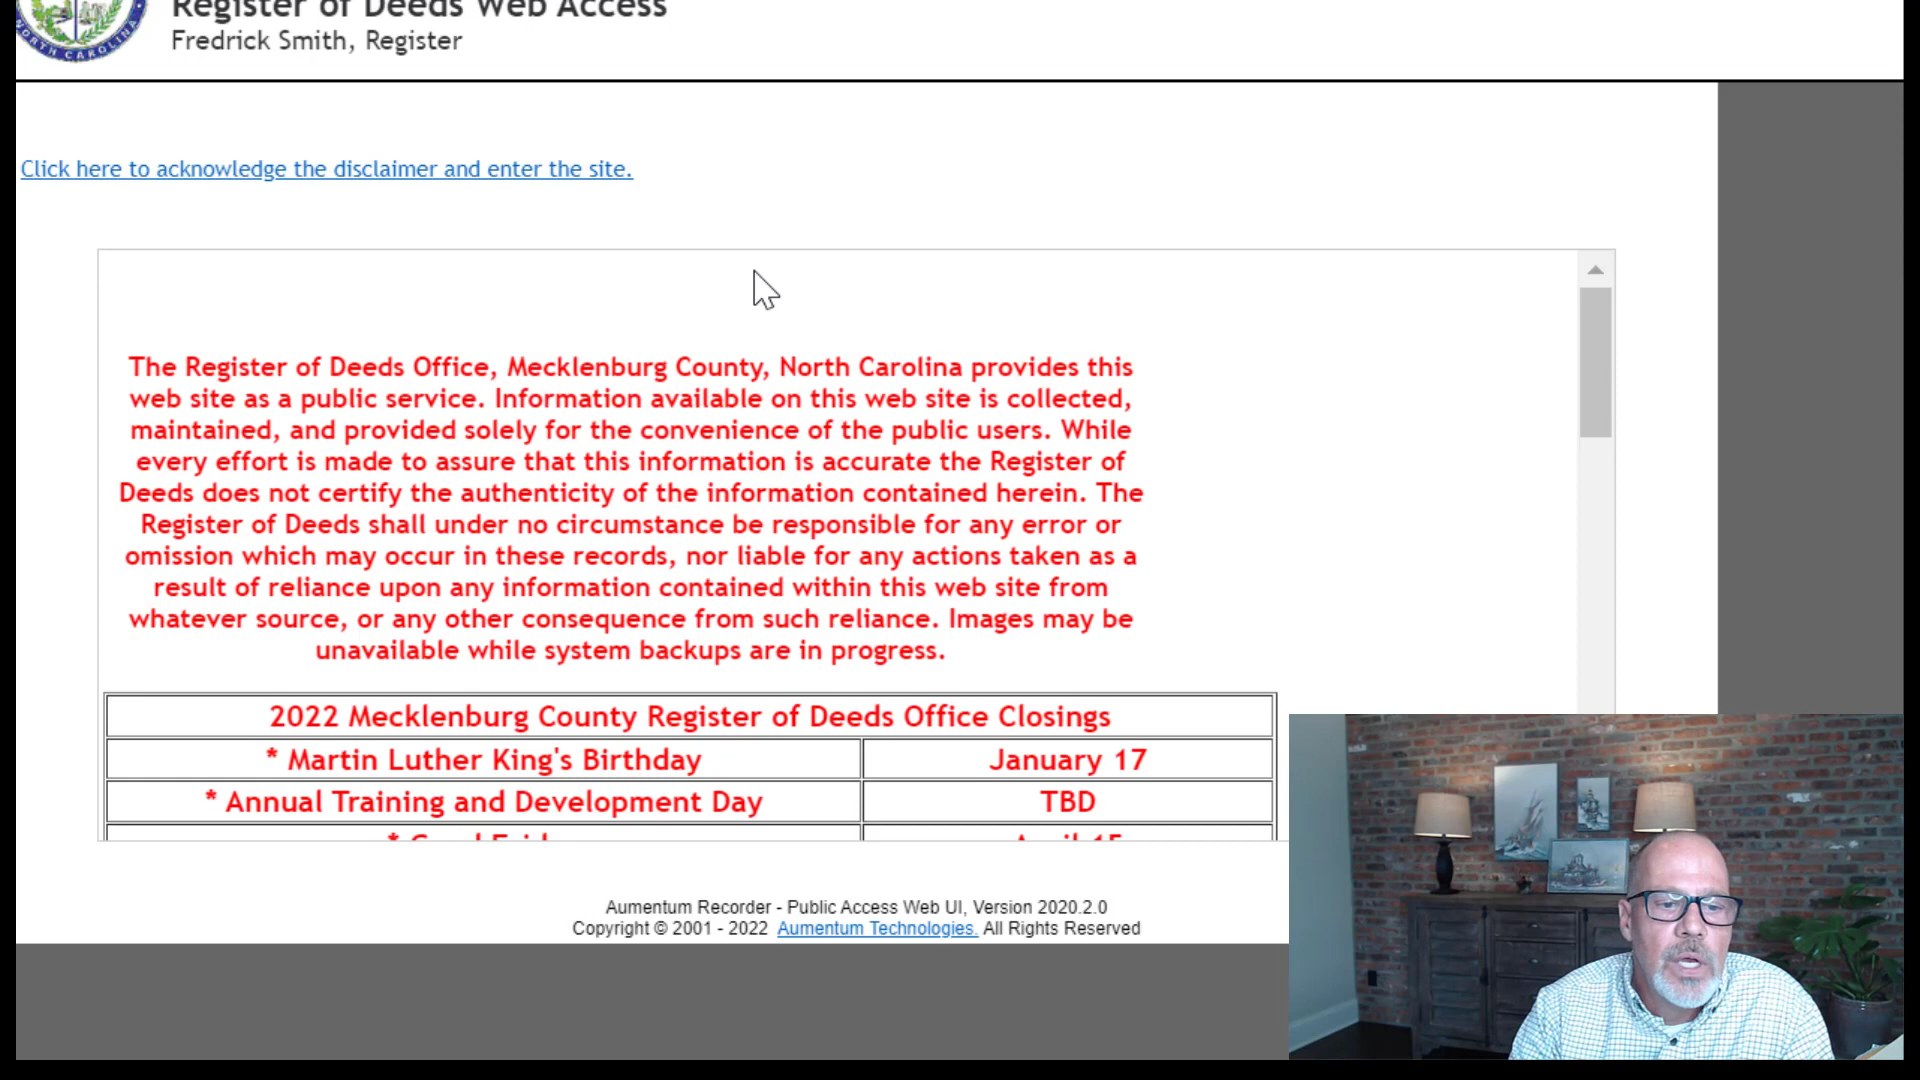 Register of Deeds Web Access
Fredrick Smith, Register
NORTH CAROLINA
Click here to acknowledge the disclaimer and enter the site.
The Register of Deeds Office, Mecklenburg County, North Carolina provides this
web site as a public service. Information available on this web site is collected,
maintained, and provided solely for the convenience of the public users. While
every effort is made to assure that this information is accurate the Register of
Deeds does not certify the authenticity of the information contained herein. The
Register of Deeds shall under no circumstance be responsible for any error or
omission which may occur in these records, nor liable for any actions taken as a
result of reliance upon any information contained within this web site from
whatever source, or any other consequence from such reliance. Images may be
unavailable while system backups are in progress.
2022 Mecklenburg County Register of Deeds Office Closings
* Martin Luther King's Birthday January 17
* Annual Training and Development Day TBD
* Good Friday April 15
Aumentum Recorder - Public Access Web UI, Version 2020.2.0
Copyright © 2001 - 2022 Aumentum Technologies. All Rights Reserved